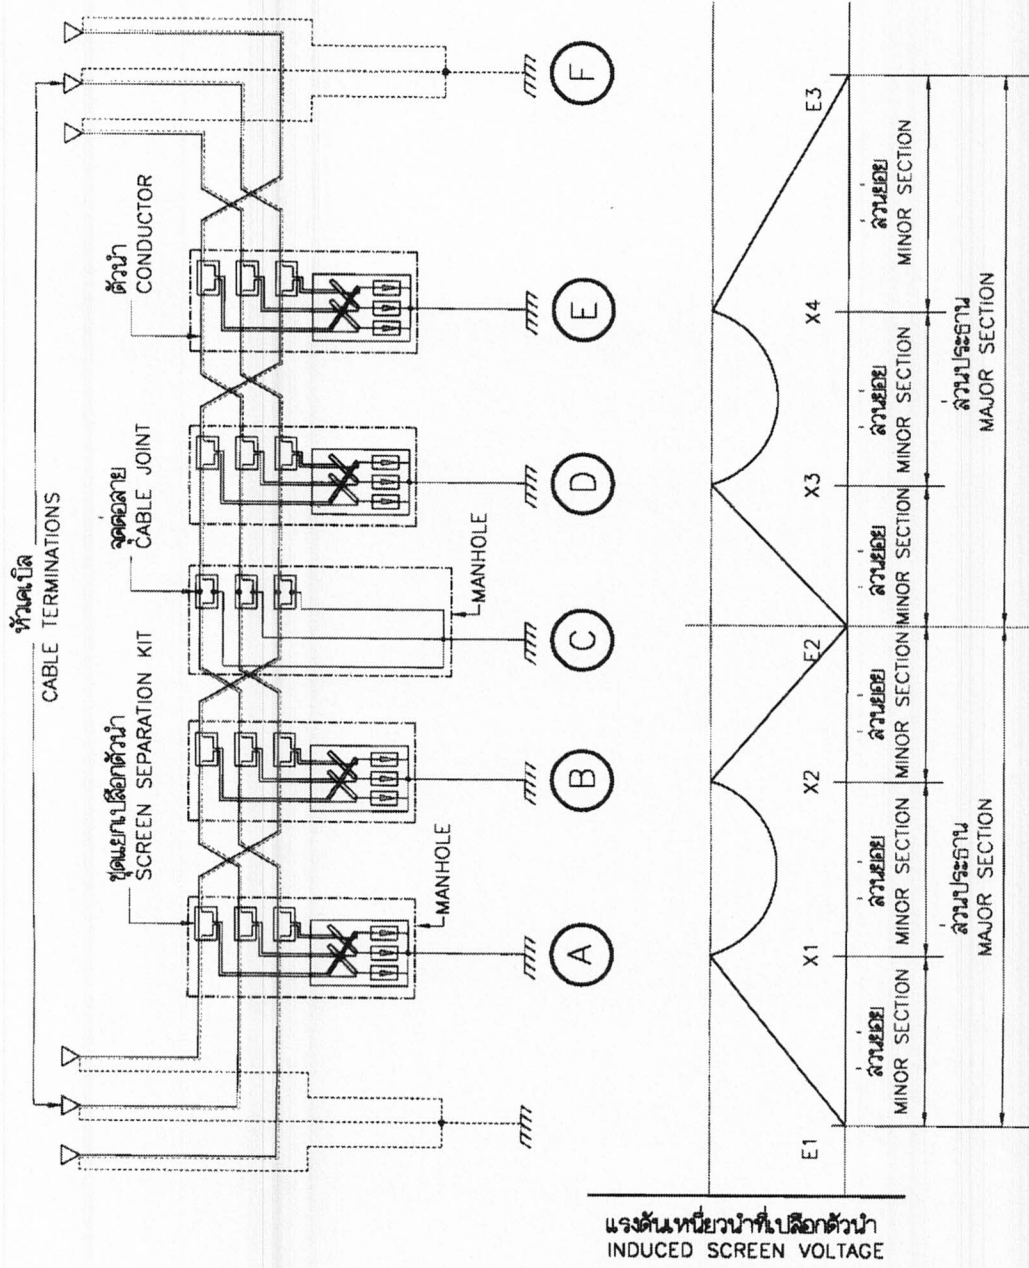 หัวเคเบิล
CABLE TERMINATIONS
ชุดแยกเปลือกตัวนำ
SCREEN SEPARATION KIT
จุดต่อสาย
CABLE JOINT
ตัวนำ
CONDUCTOR
MANHOLE
MANHOLE
A
B
C
D
E
F
E1
X1
X2
E2
X3
X4
E3
ส่วนย่อย
MINOR SECTION
ส่วนย่อย
MINOR SECTION
ส่วนย่อย
MINOR SECTION
ส่วนย่อย
MINOR SECTION
ส่วนย่อย
MINOR SECTION
ส่วนย่อย
MINOR SECTION
ส่วนประธาน
MAJOR SECTION
ส่วนประธาน
MAJOR SECTION
แรงดันเหนี่ยวนำที่เปลือกตัวนำ
INDUCED SCREEN VOLTAGE